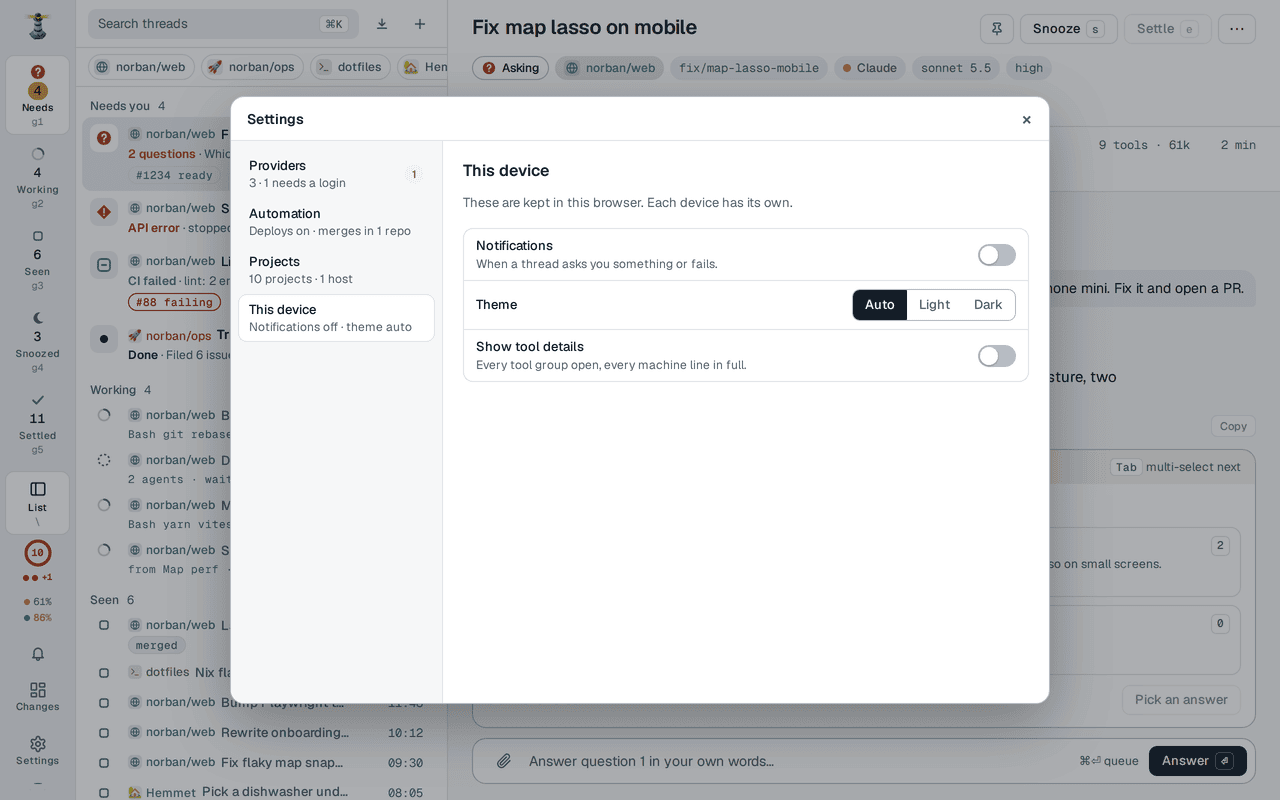 Search threads
⌘K
norban/web
norban/ops
dotfiles
Hem
4
Needs
g1
4
Working
g2
6
Seen
g3
3
Snoozed
g4
11
Settled
g5
List
\
10
+1
61%
86%
Changes
Settings
Needs you 4
norban/web F
2 questions · Whic
#1234 ready
norban/web S
API error · stopped
norban/web Li
CI failed · lint: 2 er
#88 failing
norban/ops Tr
Done · Filed 6 issue
Working 4
norban/web B
Bash git rebase
norban/web D
2 agents · wait
norban/web M
Bash yarn vites
norban/web S
from Map perf ·
Seen 6
norban/web L
merged
dotfiles Nix fla
norban/web Bump Playwright t… 11:43
norban/web Rewrite onboarding… 10:12
norban/web Fix flaky map snap… 09:30
Hemmet Pick a dishwasher und… 08:05
Fix map lasso on mobile
Snooze s
Settle e
Asking
norban/web
fix/map-lasso-mobile
Claude
sonnet 5.5
high
9 tools · 61k 2 min
hone mini. Fix it and open a PR.
sture, two
Copy
Tab multi-select next
2
so on small screens.
0
Pick an answer
Answer question 1 in your own words…
⌘⏎ queue
Answer ⏎
Settings
×
Providers
3 · 1 needs a login
1
Automation
Deploys on · merges in 1 repo
Projects
10 projects · 1 host
This device
Notifications off · theme auto
This device
These are kept in this browser. Each device has its own.
Notifications
When a thread asks you something or fails.
Theme
Auto Light Dark
Show tool details
Every tool group open, every machine line in full.